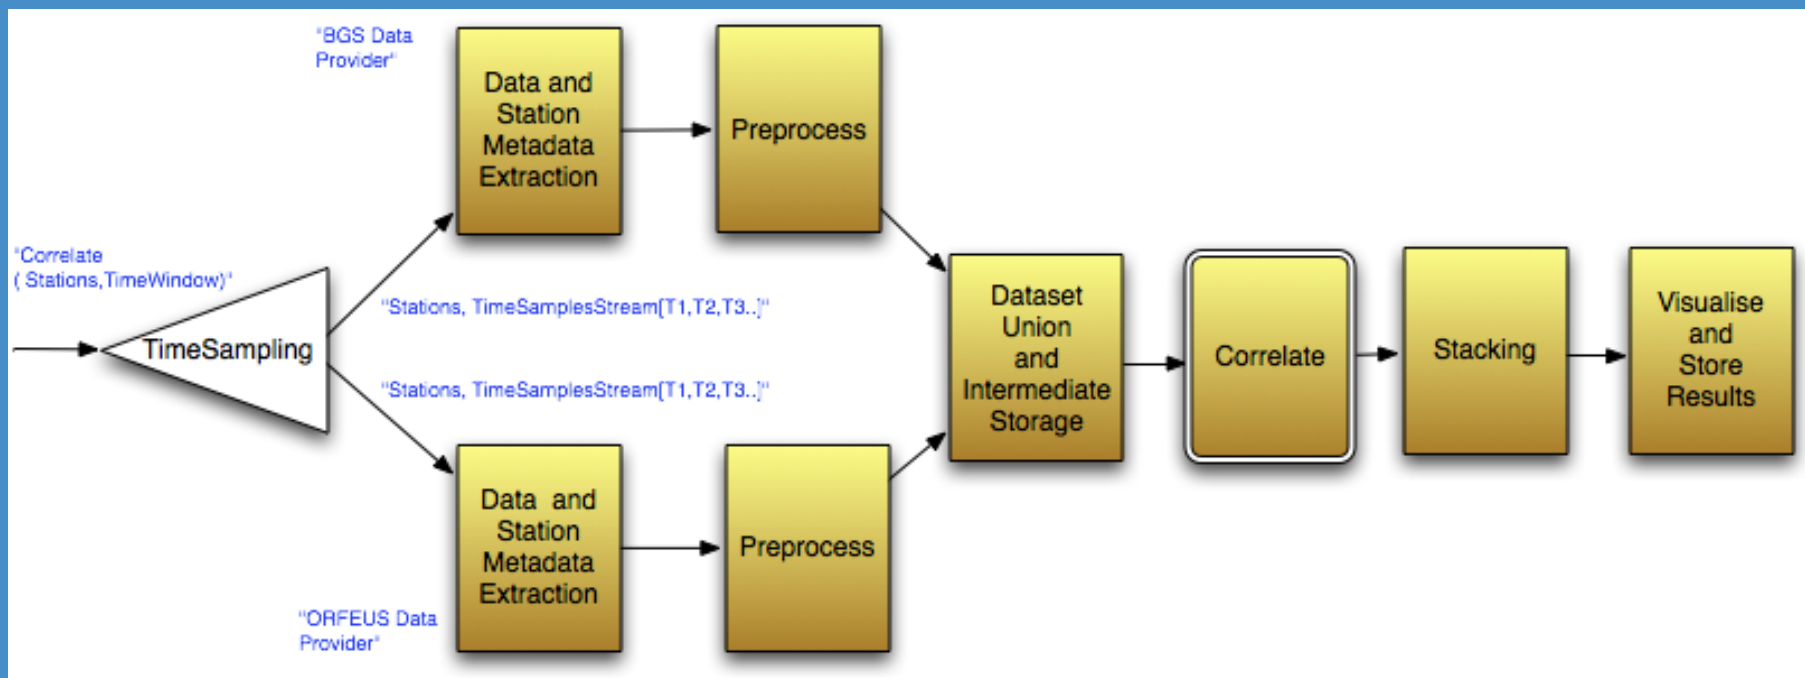 "BGS Data
Provider"
Data and
Station
Metadata
Extraction
Preprocess
"Correlate
( Stations,TimeWindow)"
TimeSampling
"Stations, TimeSamplesStream[T1,T2,T3..]"
"Stations, TimeSamplesStream[T1,T2,T3..]"
Data and
Station
Metadata
Extraction
"ORFEUS Data
Provider"
Preprocess
Dataset
Union
and
Intermediate
Storage
Correlate
Stacking
Visualise
and
Store
Results